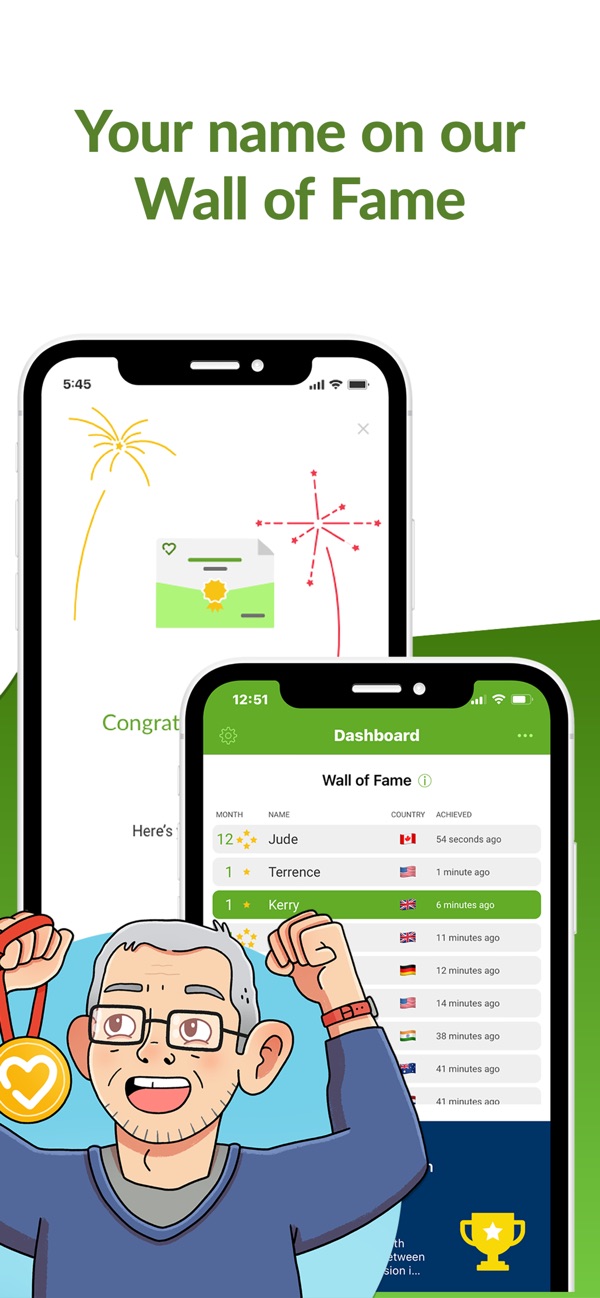 Your name on our
Wall of Fame
5:45
Congrat
Here's
12:51
Dashboard
Wall of Fame
MONTH NAME COUNTRY ACHIEVED
12 Jude 54 seconds ago
1 Terrence 1 minute ago
1 Kerry 6 minutes ago
11 minutes ago
12 minutes ago
14 minutes ago
38 minutes ago
41 minutes ago
41 minutes ago